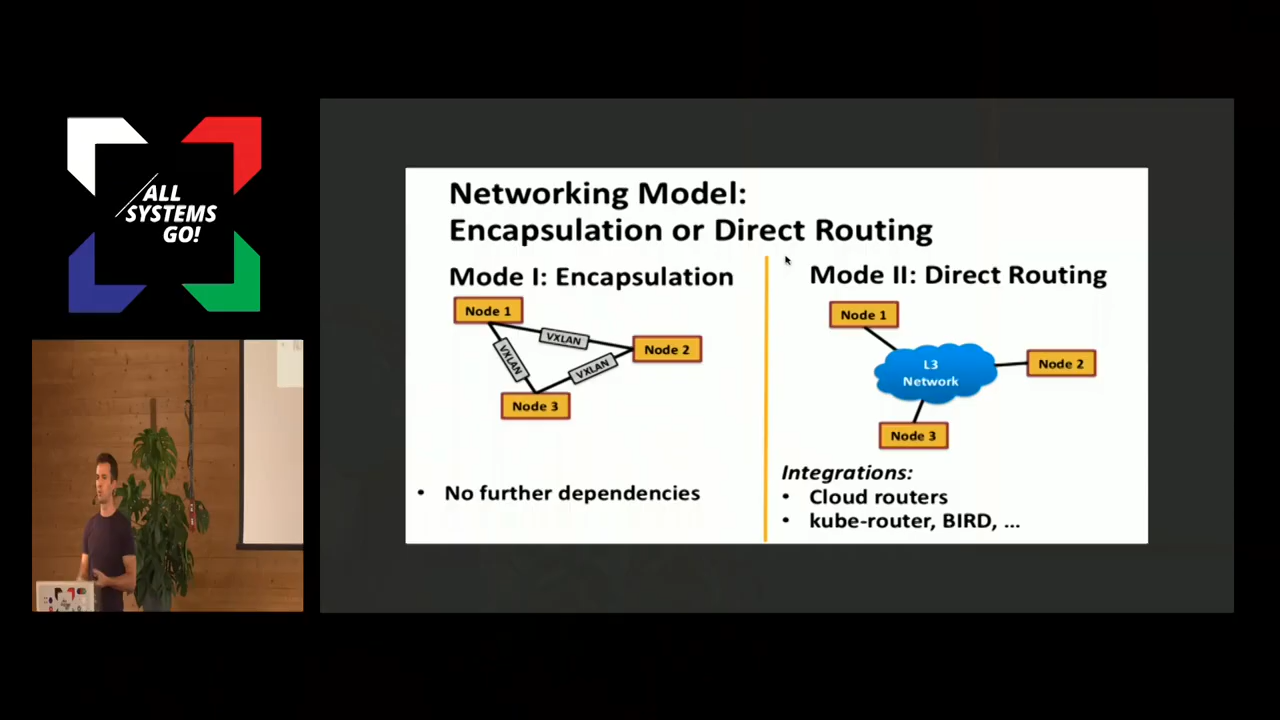 ALL
SYSTEMS
GO!
Networking Model:
Encapsulation or Direct Routing
Mode I: Encapsulation
Node 1
VXLAN
Node 2
VXLAN
VXLAN
Node 3
• No further dependencies
Mode II: Direct Routing
Node 1
L3
Network
Node 2
Node 3
Integrations:
• Cloud routers
• kube-router, BIRD, ...